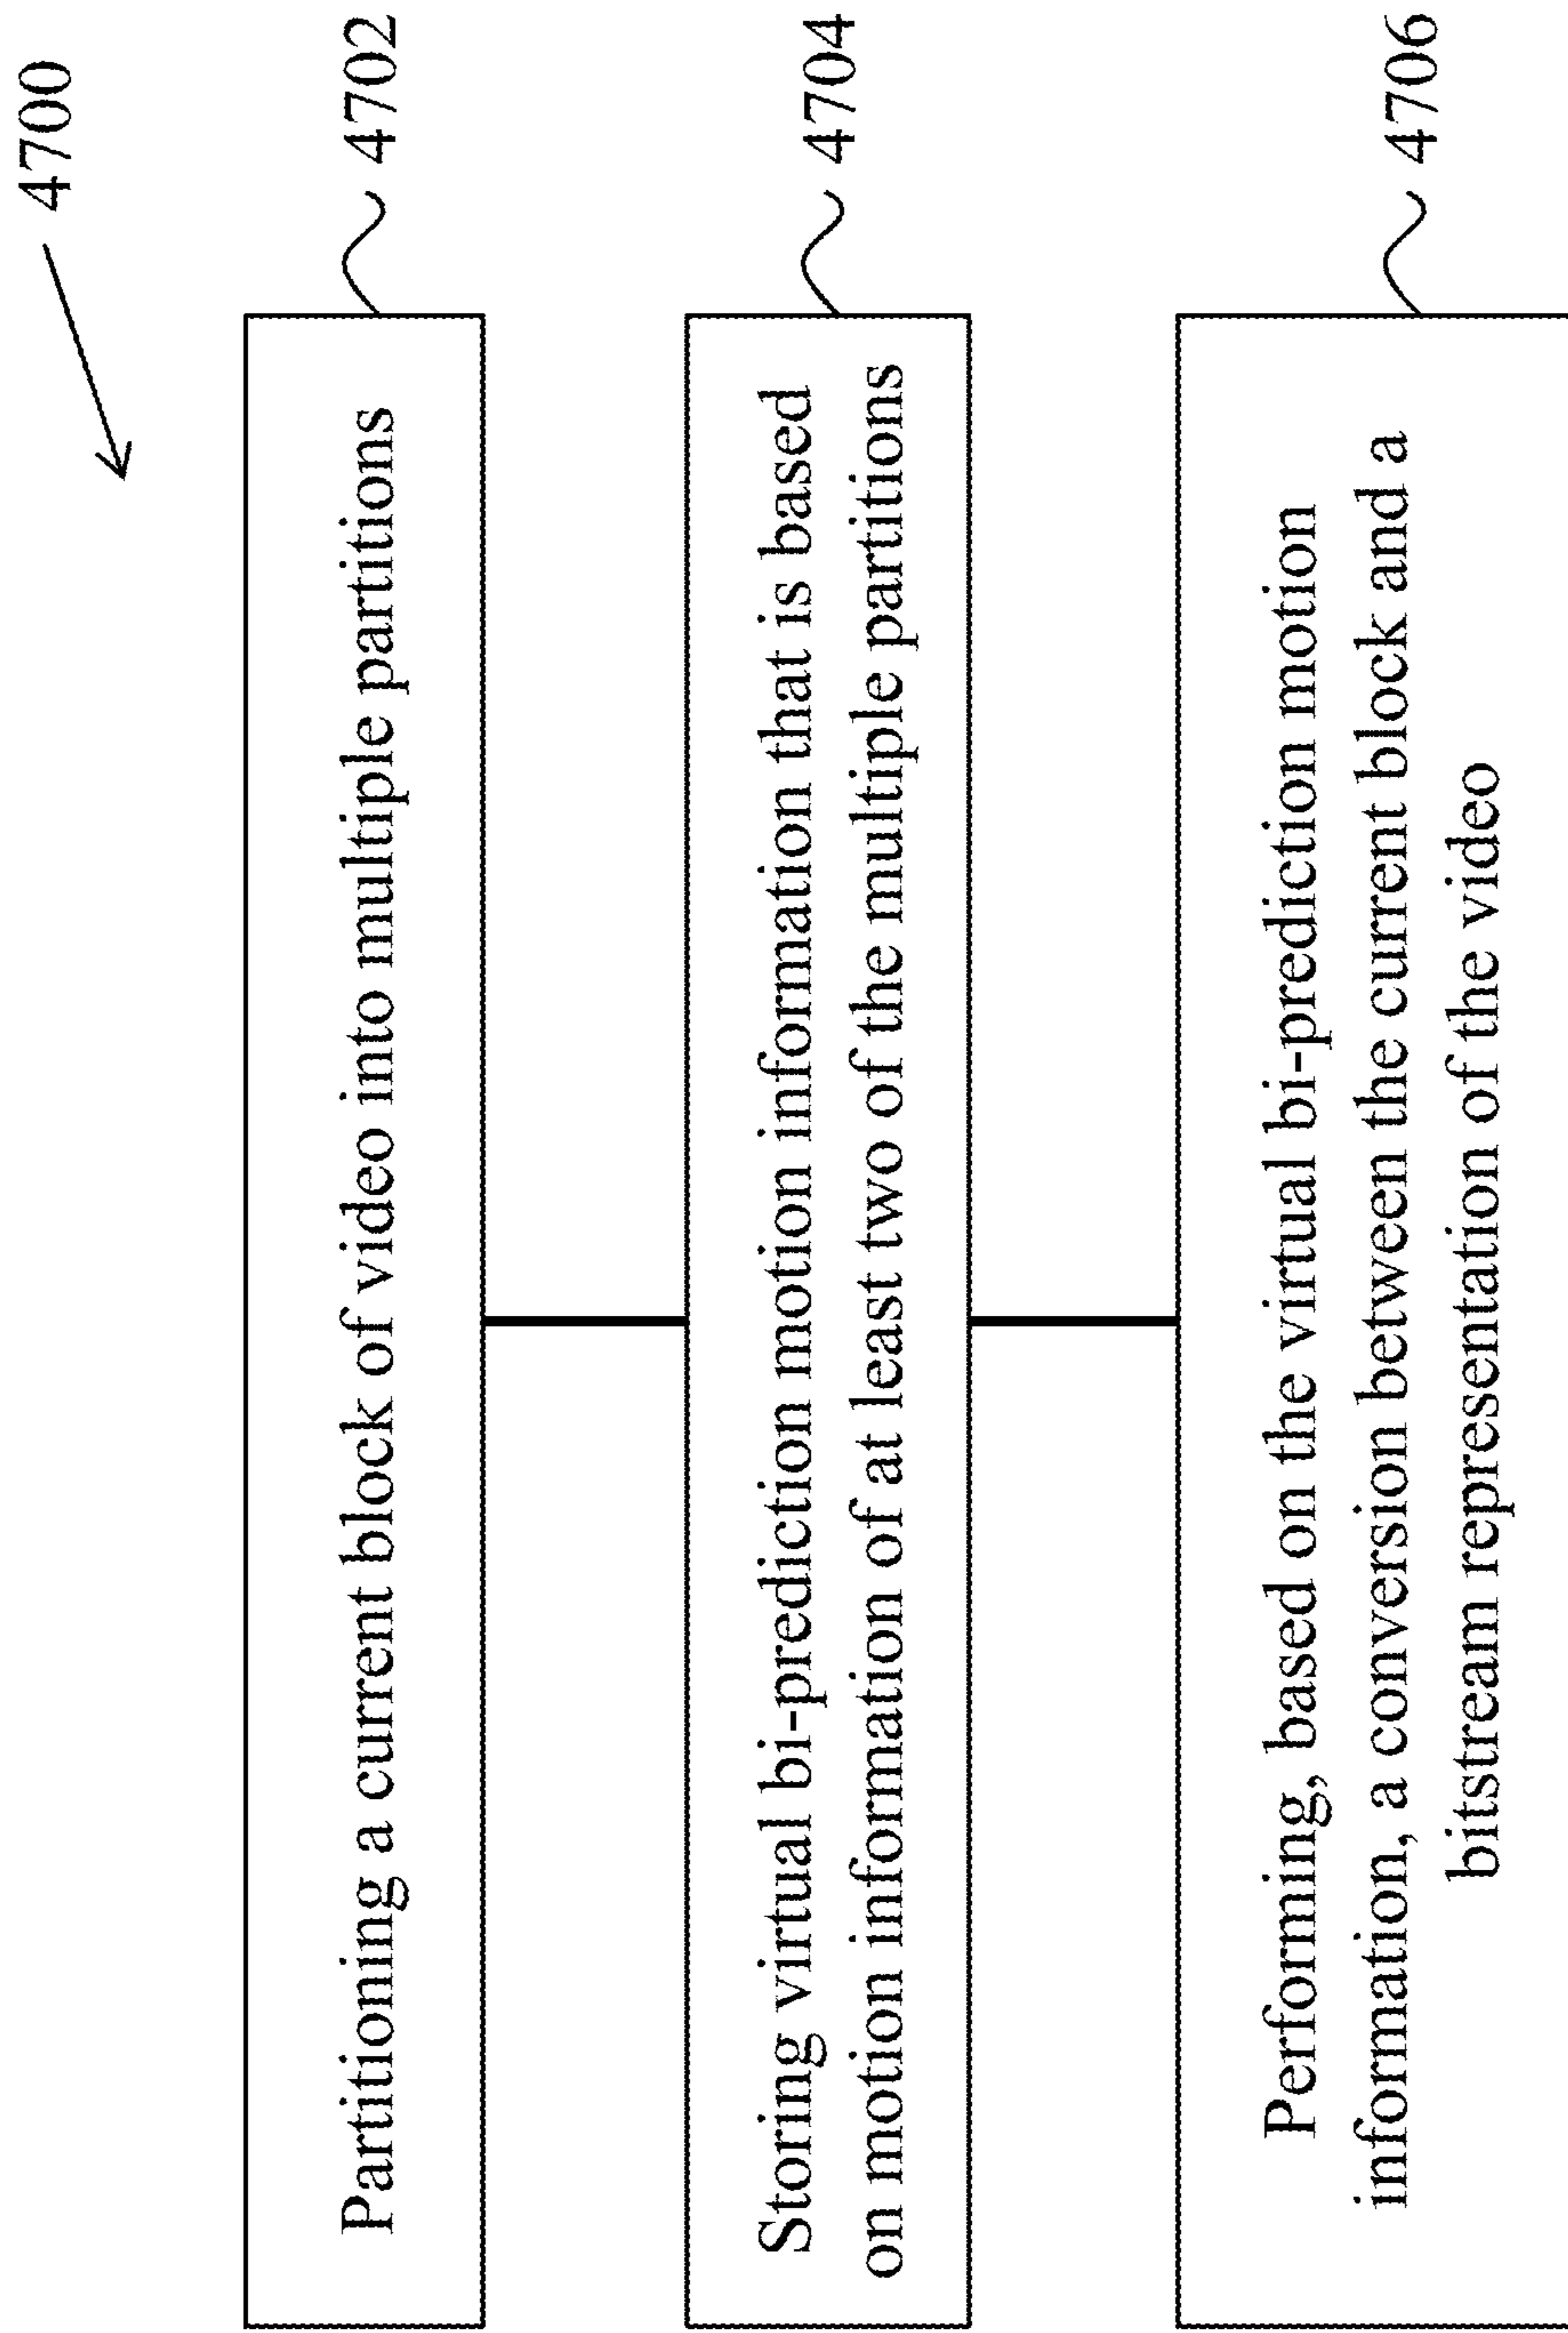 4700
Partitioning a current block of video into multiple partitions
4702
Storing virtual bi-prediction motion information that is based
on motion information of at least two of the multiple partitions
4704
Performing, based on the virtual bi-prediction motion
information, a conversion between the current block and a
bitstream representation of the video
4706